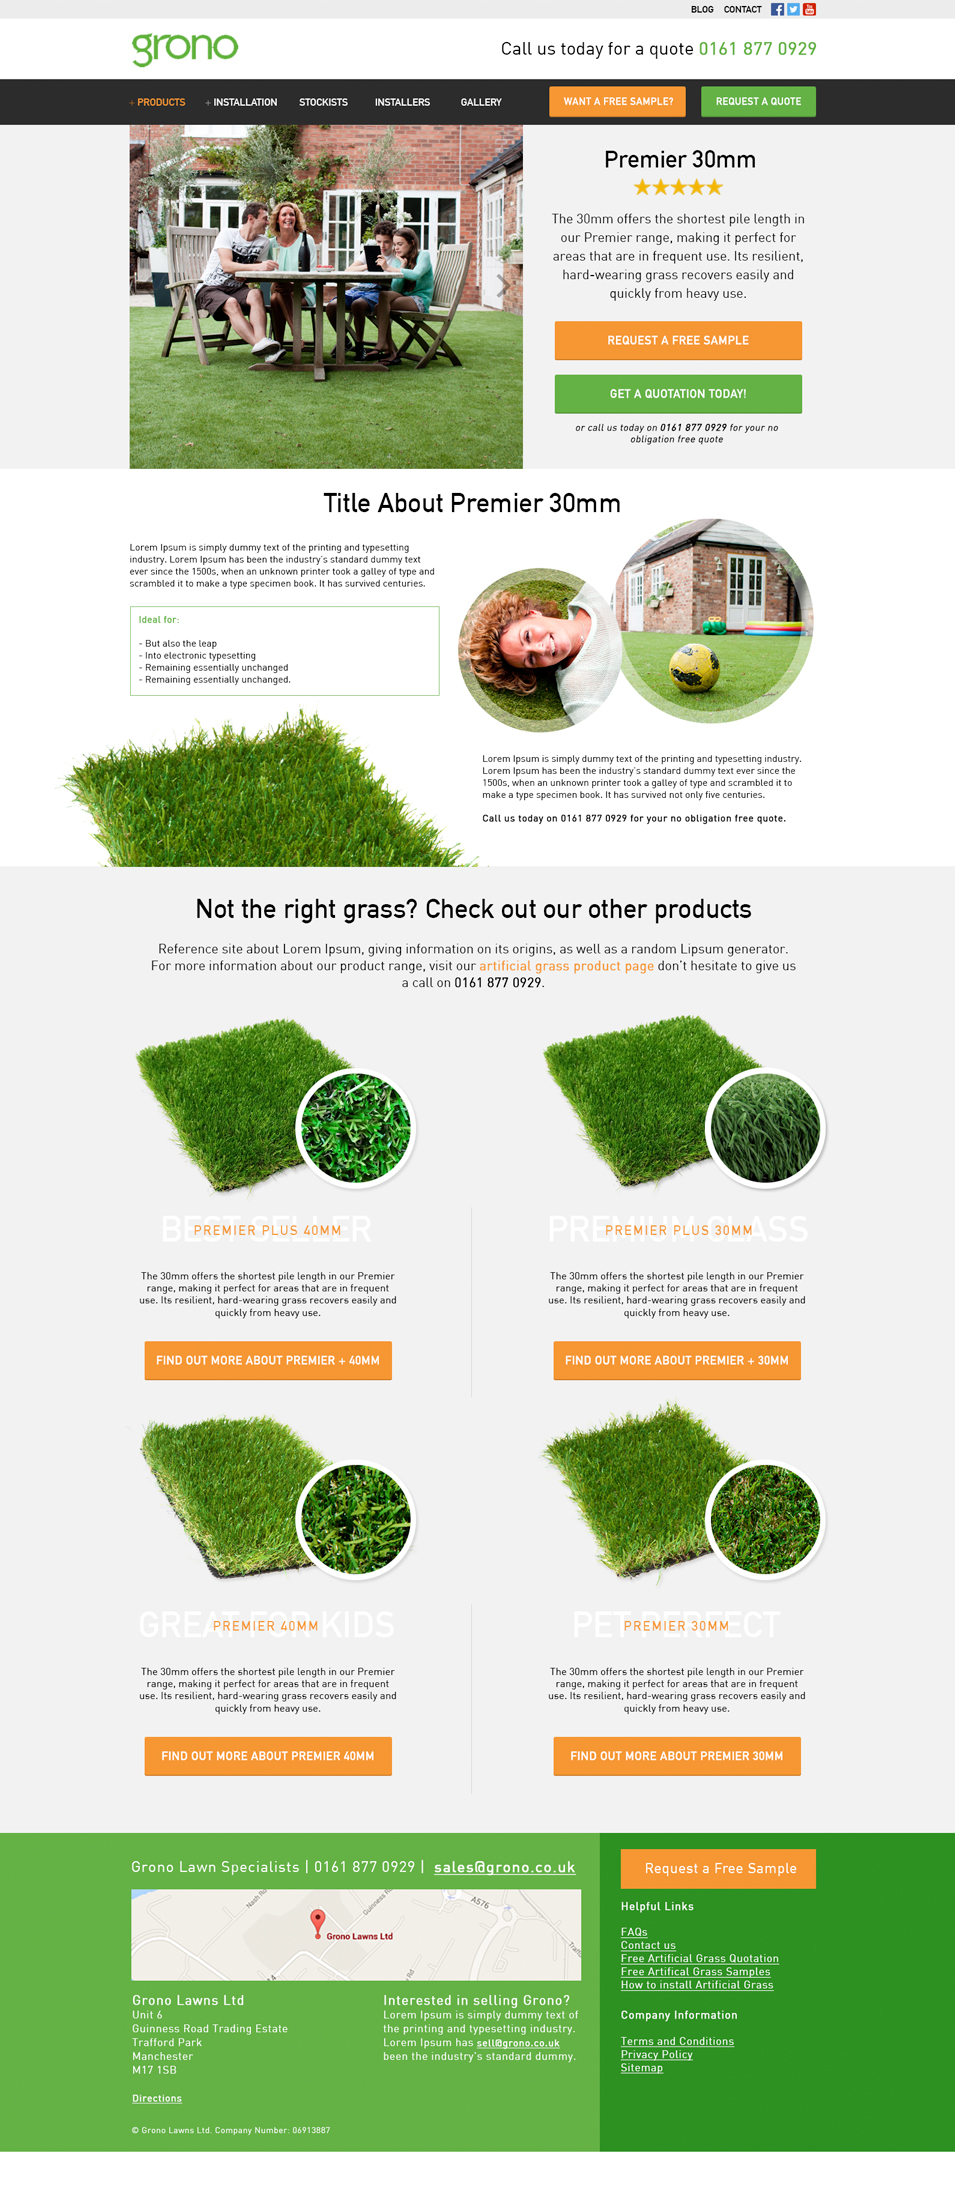 BLOG CONTACT
grono
Call us today for a quote 0161 877 0929
+ PRODUCTS + INSTALLATION STOCKISTS INSTALLERS GALLERY WANT A FREE SAMPLE? REQUEST A QUOTE
Premier 30mm
The 30mm offers the shortest pile length in
our Premier range, making it perfect for
areas that are in frequent use. Its resilient,
hard-wearing grass recovers easily and
quickly from heavy use.
REQUEST A FREE SAMPLE
GET A QUOTATION TODAY!
or call us today on 0161 877 0929 for your no
obligation free quote
Title About Premier 30mm
Lorem Ipsum is simply dummy text of the printing and typesetting
industry. Lorem Ipsum has been the industry's standard dummy text
ever since the 1500s, when an unknown printer took a galley of type and
scrambled it to make a type specimen book. It has survived centuries.
Ideal for:
- But also the leap
- Into electronic typesetting
- Remaining essentially unchanged
- Remaining essentially unchanged.
Lorem Ipsum is simply dummy text of the printing and typesetting industry.
Lorem Ipsum has been the industry's standard dummy text ever since the
1500s, when an unknown printer took a galley of type and scrambled it to
make a type specimen book. It has survived not only five centuries.
Call us today on 0161 877 0929 for your no obligation free quote.
Not the right grass? Check out our other products
Reference site about Lorem Ipsum, giving information on its origins, as well as a random Lipsum generator.
For more information about our product range, visit our artificial grass product page don't hesitate to give us
a call on 0161 877 0929.
BEST SELLER
PREMIER PLUS 40MM
The 30mm offers the shortest pile length in our Premier
range, making it perfect for areas that are in frequent
use. Its resilient, hard-wearing grass recovers easily and
quickly from heavy use.
FIND OUT MORE ABOUT PREMIER + 40MM
PREMIUM GLASS
PREMIER PLUS 30MM
The 30mm offers the shortest pile length in our Premier
range, making it perfect for areas that are in frequent
use. Its resilient, hard-wearing grass recovers easily and
quickly from heavy use.
FIND OUT MORE ABOUT PREMIER + 30MM
GREAT FOR KIDS
PREMIER 40MM
The 30mm offers the shortest pile length in our Premier
range, making it perfect for areas that are in frequent
use. Its resilient, hard-wearing grass recovers easily and
quickly from heavy use.
FIND OUT MORE ABOUT PREMIER 40MM
PET PERFECT
PREMIER 30MM
The 30mm offers the shortest pile length in our Premier
range, making it perfect for areas that are in frequent
use. Its resilient, hard-wearing grass recovers easily and
quickly from heavy use.
FIND OUT MORE ABOUT PREMIER 30MM
Grono Lawn Specialists | 0161 877 0929 | sales@grono.co.uk
Nash Rd
Guinness
A576
Grono Lawns Ltd
Rd
14
Grono Lawns Ltd
Unit 6
Guinness Road Trading Estate
Trafford Park
Manchester
M17 1SB
Directions
Interested in selling Grono?
Lorem Ipsum is simply dummy text of
the printing and typesetting industry.
Lorem Ipsum has sell@grono.co.uk
been the industry's standard dummy.
© Grono Lawns Ltd. Company Number: 06913887
Request a Free Sample
Helpful Links
FAQs
Contact us
Free Artificial Grass Quotation
Free Artifical Grass Samples
How to install Artificial Grass
Company Information
Terms and Conditions
Privacy Policy
Sitemap